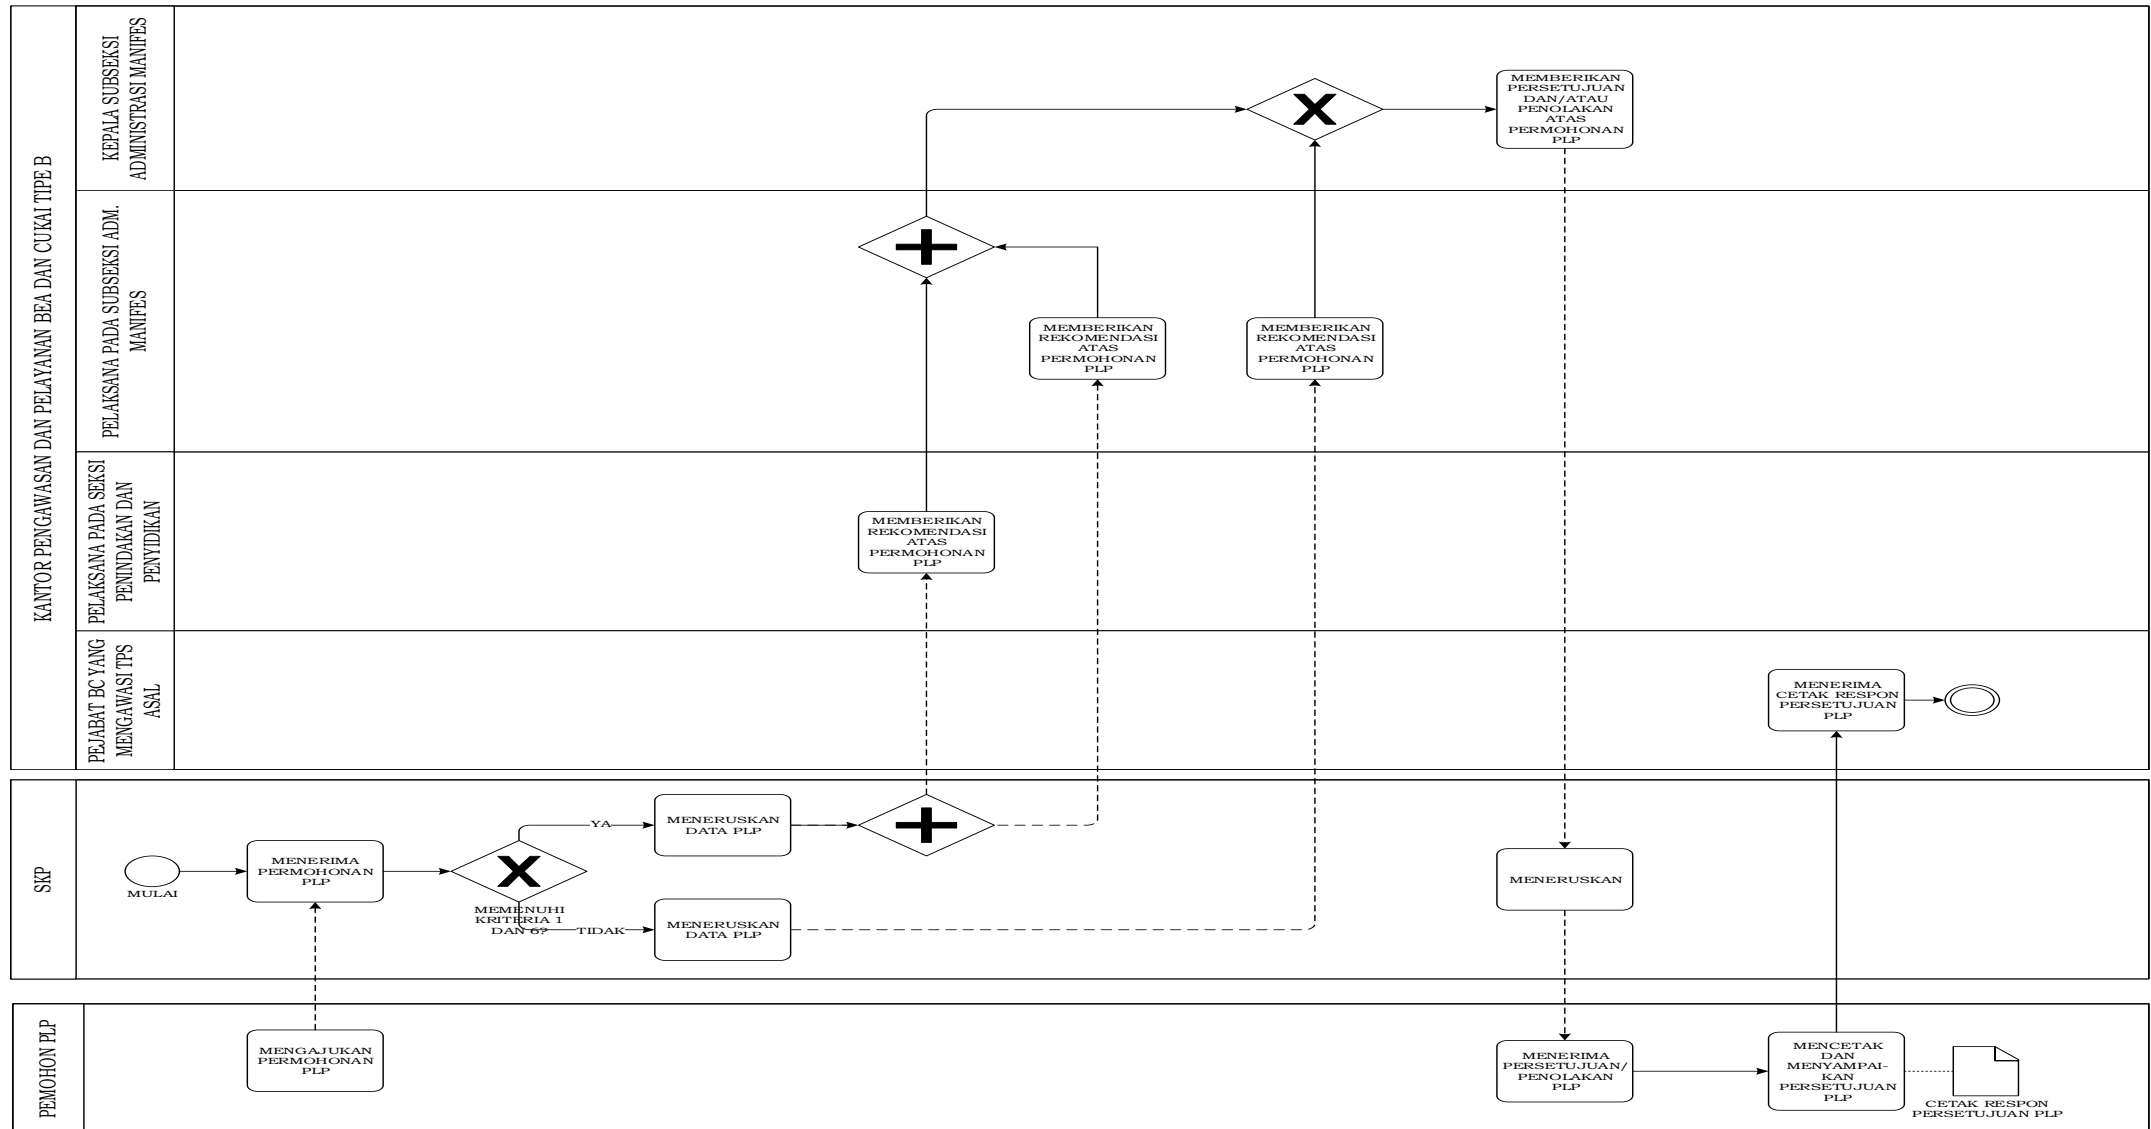 KANTOR PENGAWASAN DAN PELAYANAN BEA DAN CUKAI TIPE B
KEPALA SUBSEKSI
ADMINISTRASI MANIFES
MEMBERIKAN
PERSETUJUAN
DAN/ATAU
PENOLAKAN
ATAS
PERMOHONAN
PLP
PELAKSANA PADA SUBSEKSI ADM.
MANIFES
MEMBERIKAN
REKOMENDASI
ATAS
PERMOHONAN
PLP
MEMBERIKAN
REKOMENDASI
ATAS
PERMOHONAN
PLP
PELAKSANA PADA SEKSI
PENINDAKAN DAN
PENYIDIKAN
MEMBERIKAN
REKOMENDASI
ATAS
PERMOHONAN
PLP
PEJABAT BC YANG
MENGAWASI TPS
ASAL
MENERIMA
CETAK RESPON
PERSETUJUAN
PLP
SKP
MULAI
MENERIMA
PERMOHONAN
PLP
MEMENUHI
KRITERIA 1
DAN 6?
YA
TIDAK
MENERUSKAN
DATA PLP
MENERUSKAN
DATA PLP
MENERUSKAN
PEMOHON PLP
MENGAJUKAN
PERMOHONAN
PLP
MENERIMA
PERSETUJUAN/
PENOLAKAN
PLP
MENCETAK
DAN
MENYAMPAI-
KAN
PERSETUJUAN
PLP
CETAK RESPON
PERSETUJUAN PLP